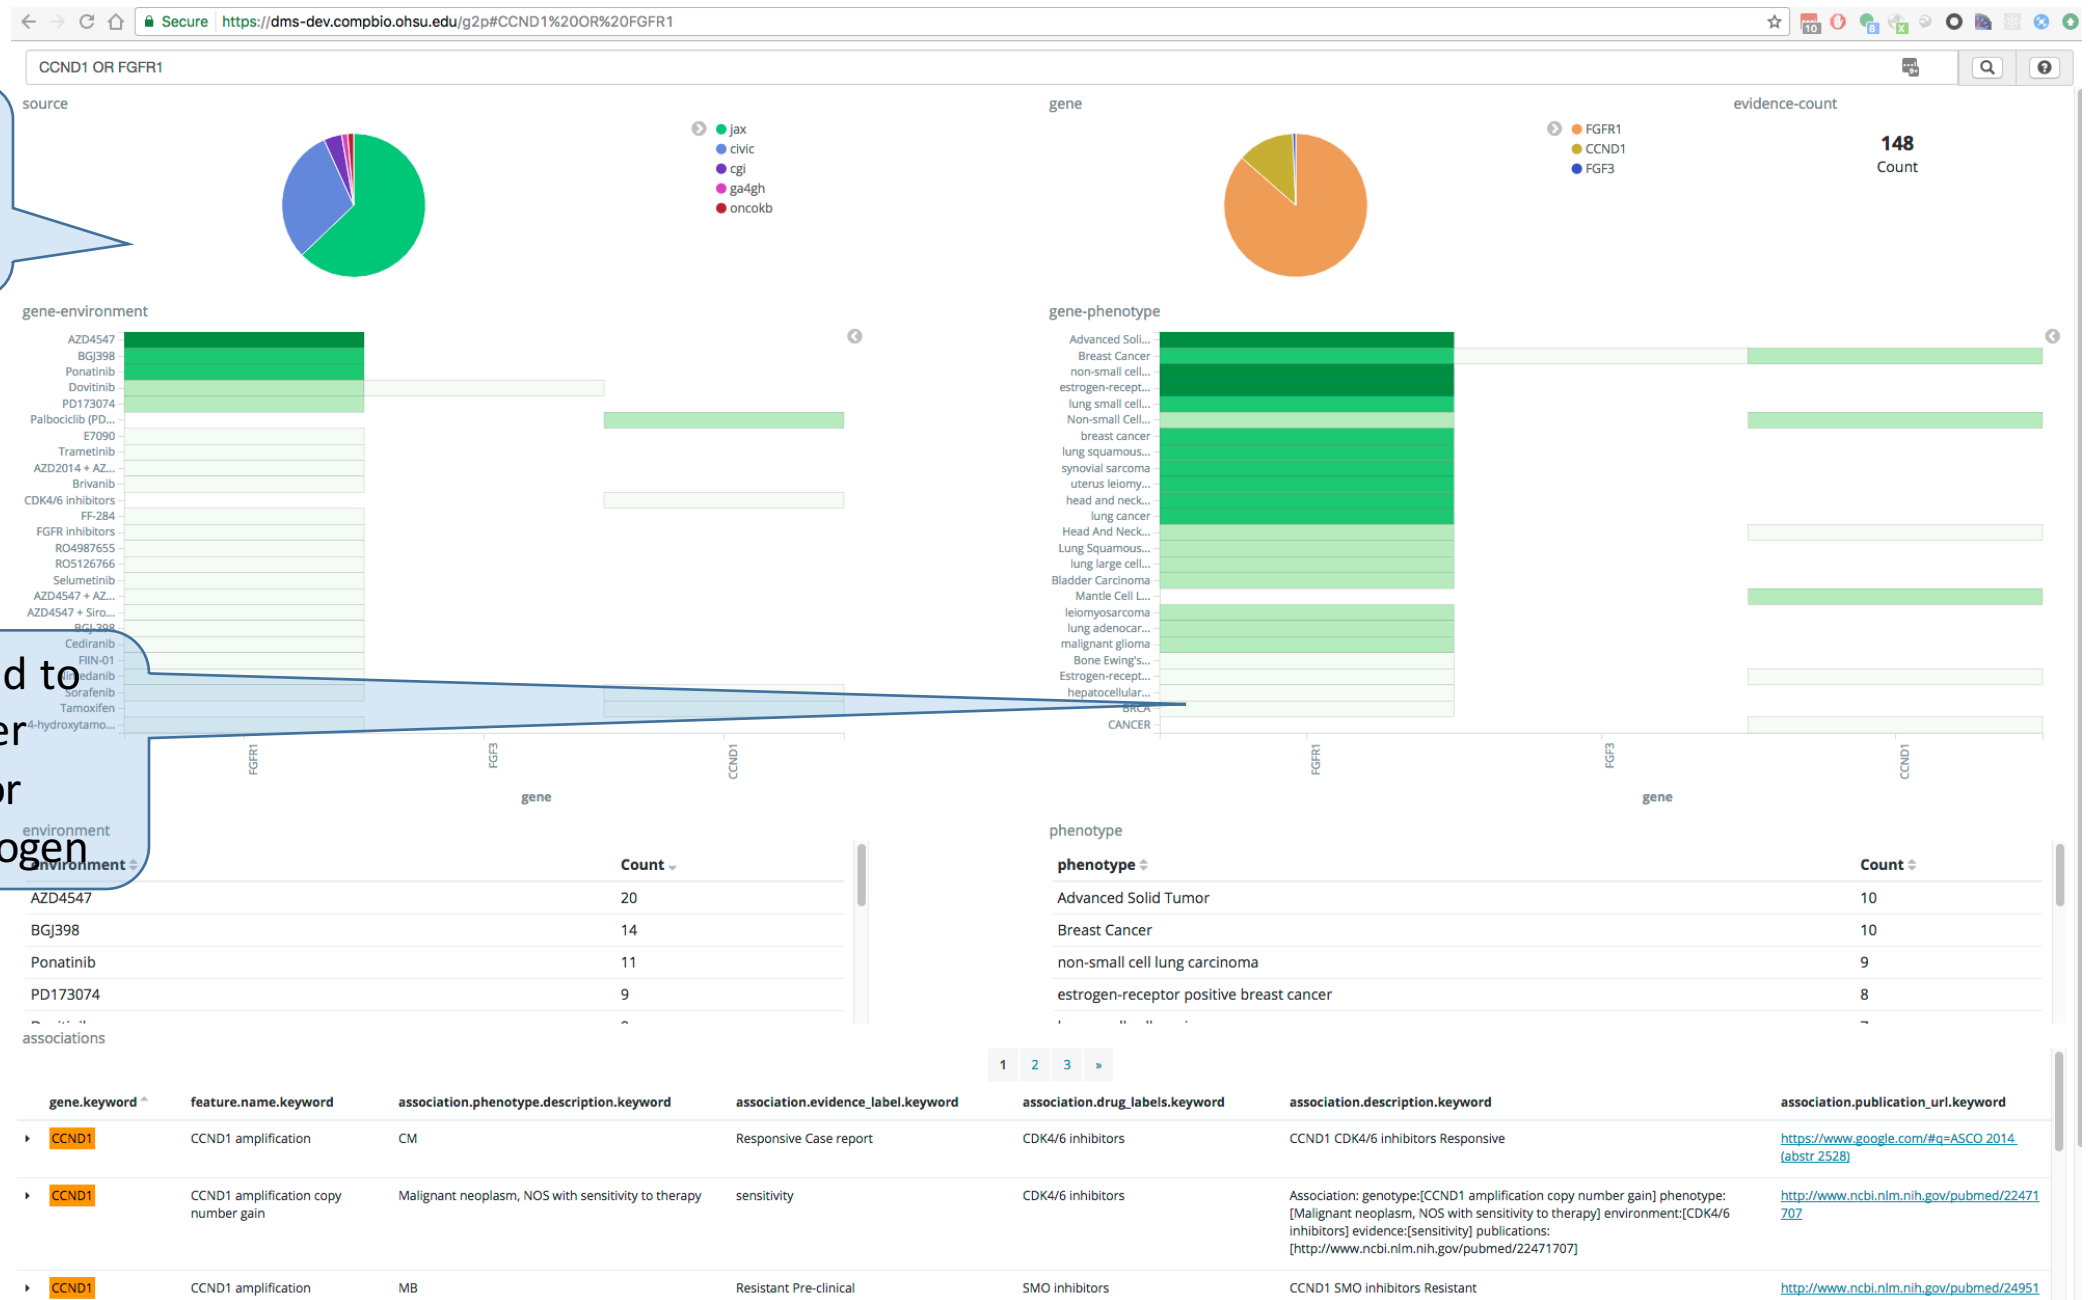 Secure https://dms-dev.compbio.ohsu.edu/g2p#CCND1%20OR%20FGFR1
10
8
CCND1 OR FGFR1
source
jax
civic
cgi
ga4gh
oncokb
gene
FGFR1
CCND1
FGF3
evidence-count
148
Count
gene-environment
AZD4547
BGJ398
Ponatinib
Dovitinib
PD173074
Palbociclib (PD...
E7090
Trametinib
AZD2014 + AZ...
Brivanib
CDK4/6 inhibitors
FF-284
FGFR inhibitors
RO4987655
RO5126766
Selumetinib
AZD4547 + AZ...
AZD4547 + Siro...
BGJ-398
Cediranib
FIIN-01
Nintedanib
Sorafenib
Tamoxifen
4-hydroxytamo...
FGFR1
FGF3
CCND1
gene
gene-phenotype
Advanced Soli...
Breast Cancer
non-small cell...
estrogen-recept...
lung small cell...
Non-small Cell...
breast cancer
lung squamous...
synovial sarcoma
uterus leiomy...
head and neck...
lung cancer
Head And Neck...
Lung Squamous...
lung large cell...
Bladder Carcinoma
Mantle Cell L...
leiomyosarcoma
lung adenocar...
malignant glioma
Bone Ewing's...
Estrogen-recept...
hepatocellular...
BRCA
CANCER
FGFR1
FGF3
CCND1
gene
d to
er
or
ogen
environment
environment Count
AZD4547 20
BGJ398 14
Ponatinib 11
PD173074 9
phenotype
phenotype Count
Advanced Solid Tumor 10
Breast Cancer 10
non-small cell lung carcinoma 9
estrogen-receptor positive breast cancer 8
associations
1 2 3 »
gene.keyword feature.name.keyword association.phenotype.description.keyword association.evidence_label.keyword association.drug_labels.keyword association.description.keyword association.publication_url.keyword
CCND1 CCND1 amplification CM Responsive Case report CDK4/6 inhibitors CCND1 CDK4/6 inhibitors Responsive https://www.google.com/#q=ASCO 2014
(abstr 2528)
CCND1 CCND1 amplification copy Malignant neoplasm, NOS with sensitivity to therapy sensitivity CDK4/6 inhibitors Association: genotype:[CCND1 amplification copy number gain] phenotype: http://www.ncbi.nlm.nih.gov/pubmed/22471
number gain [Malignant neoplasm, NOS with sensitivity to therapy] environment:[CDK4/6 707
inhibitors] evidence:[sensitivity] publications:
[http://www.ncbi.nlm.nih.gov/pubmed/22471707]
CCND1 CCND1 amplification MB Resistant Pre-clinical SMO inhibitors CCND1 SMO inhibitors Resistant http://www.ncbi.nlm.nih.gov/pubmed/24951